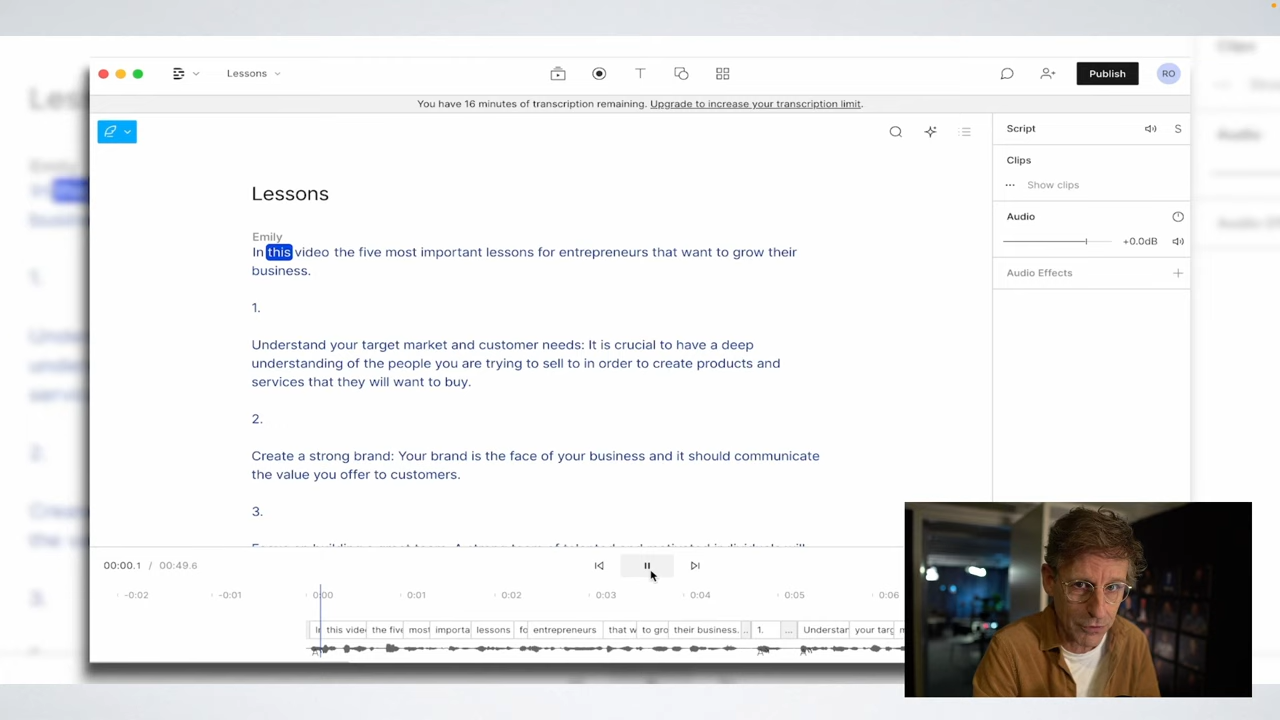 Lessons
Publish
RO
You have 16 minutes of transcription remaining. Upgrade to increase your transcription limit.
Script
S
Clips
Show clips
Audio
+0.0dB
Audio Effects
Lessons
Emily
In this video the five most important lessons for entrepreneurs that want to grow their
business.
1.
Understand your target market and customer needs: It is crucial to have a deep
understanding of the people you are trying to sell to in order to create products and
services that they will want to buy.
2.
Create a strong brand: Your brand is the face of your business and it should communicate
the value you offer to customers.
3.
00:00.1 / 00:49.6
-0:02 -0:01 0:00 0:01 0:02 0:03 0:04 0:05 0:06
this vide the five most importa lessons fo entrepreneurs that w to gro their business. .. 1. ... Understar your targ